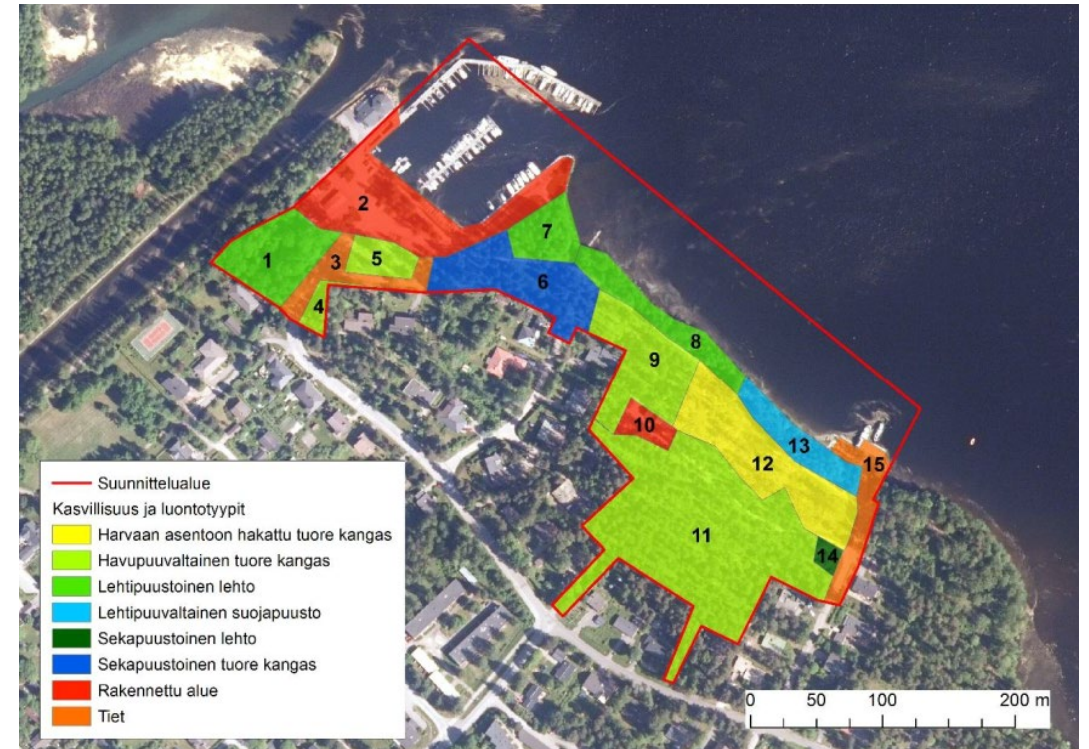 2
1
3
5
4
7
6
8
9
10
13
15
12
11
14
Suunnittelualue
Kasvillisuus ja luontotyypit
Harvaan asentoon hakattu tuore kangas
Havupuuvaltainen tuore kangas
Lehtipuustoinen lehto
Lehtipuuvaltainen suojapuusto
Sekapuustoinen lehto
Sekapuustoinen tuore kangas
Rakennettu alue
Tiet
0 50 100 200 m